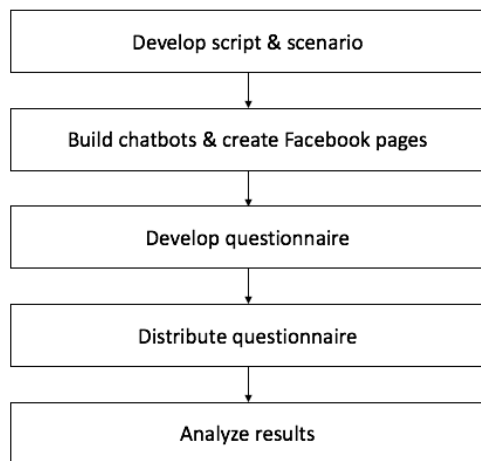 Develop script & scenario
Build chatbots & create Facebook pages
Develop questionnaire
Distribute questionnaire
Analyze results